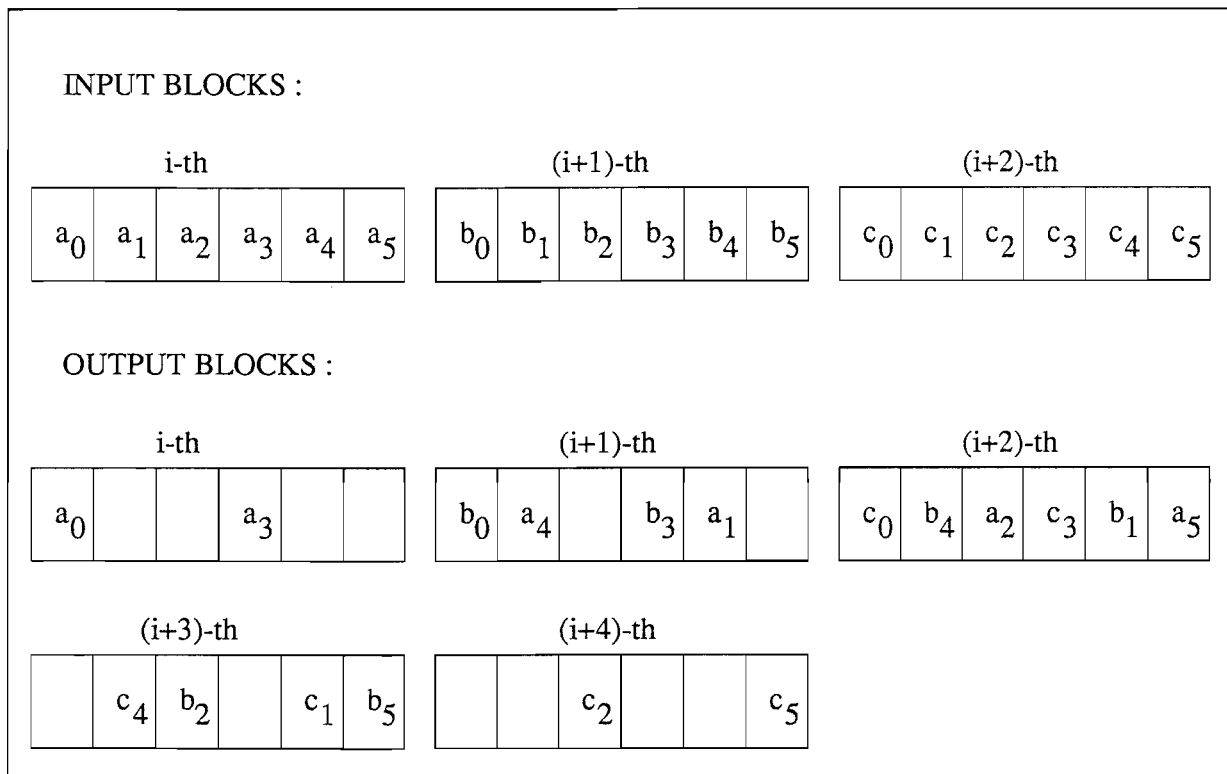 INPUT BLOCKS :
i-th (i+1)-th (i+2)-th
a0 a1 a2 a3 a4 a5 b0 b1 b2 b3 b4 b5 c0 c1 c2 c3 c4 c5
OUTPUT BLOCKS :
i-th (i+1)-th (i+2)-th
a0 a3 b0 a4 b3 a1 c0 b4 a2 c3 b1 a5
(i+3)-th (i+4)-th
c4 b2 c1 b5 c2 c5